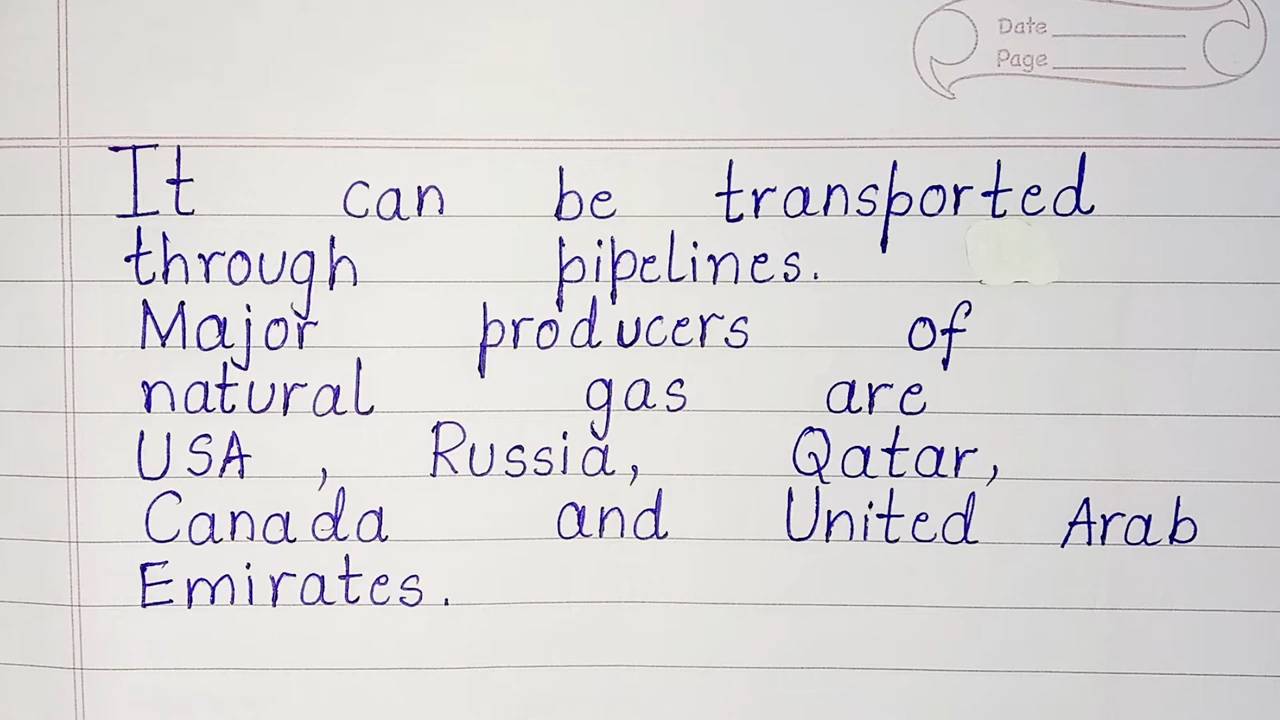 Date
Page
It can be transported
through pipelines.
Major producers of
natural gas are
USA , Russia, Qatar,
Canada and United Arab
Emirates.